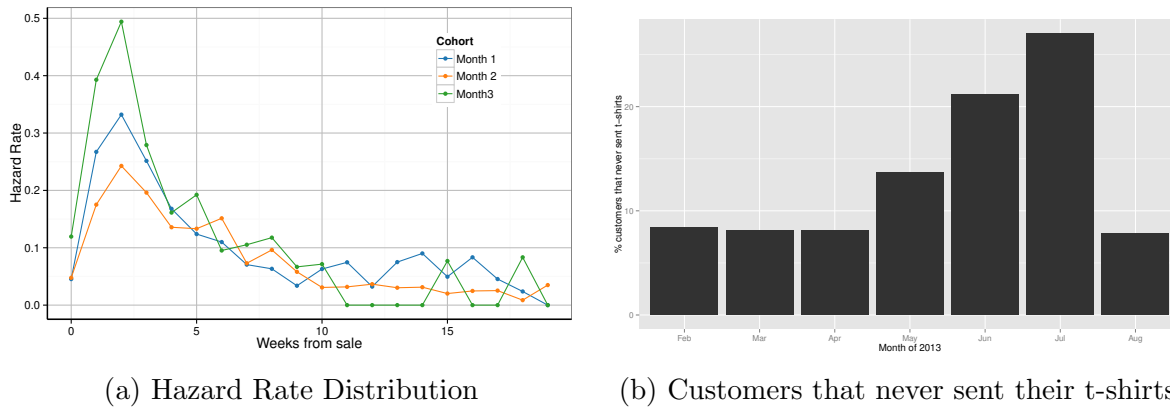 0.5
0.4
0.3
0.2
0.1
0.0
Hazard Rate
Cohort
Month 1
Month 2
Month3
0 5 10 15
Weeks from sale
(a) Hazard Rate Distribution
% customers that never sent t-shirts
20
10
0
Feb Mar Apr May Jun Jul Aug
Month of 2013
(b) Customers that never sent their t-shirts